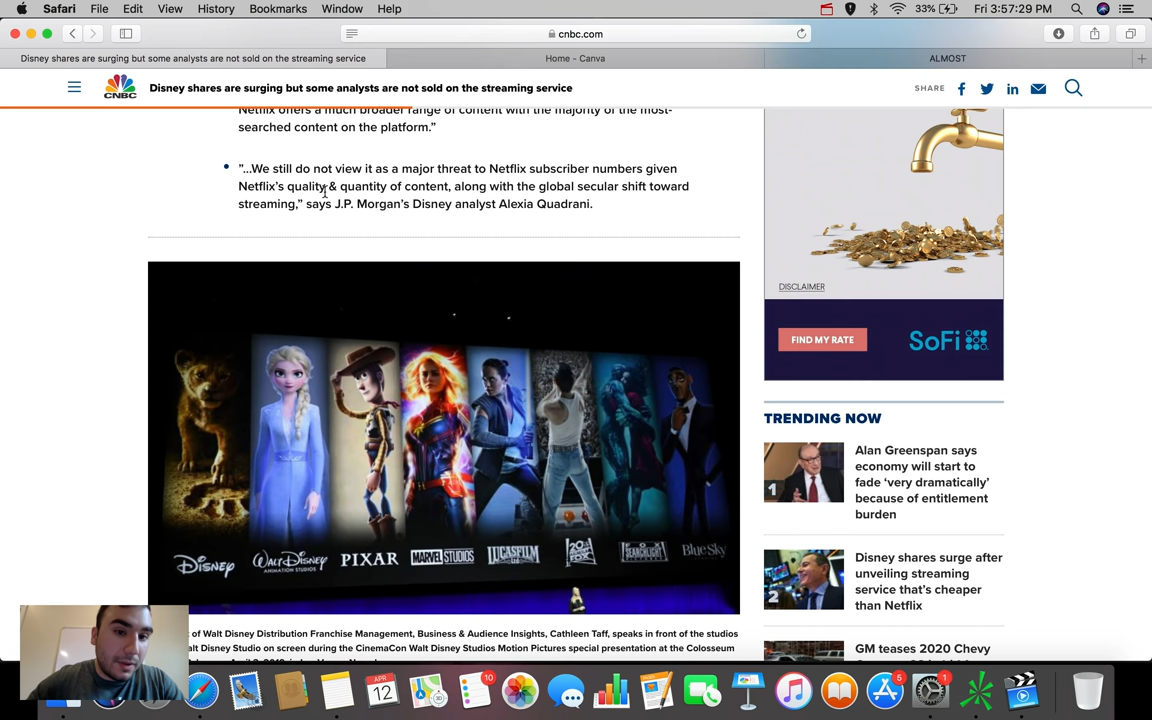 Safari File Edit View History Bookmarks Window Help
33% Fri 3:57:29 PM
cnbc.com
Disney shares are surging but some analysts are not sold on the streaming service
Home - Canva
ALMOST
CNBC
Disney shares are surging but some analysts are not sold on the streaming service
SHARE
Netflix offers a much broader range of content with the majority of the most-
searched content on the platform.”
”...We still do not view it as a major threat to Netflix subscriber numbers given
Netflix’s quality & quantity of content, along with the global secular shift toward
streaming,” says J.P. Morgan’s Disney analyst Alexia Quadrani.
DISCLAIMER
FIND MY RATE
SoFi
TRENDING NOW
1
Alan Greenspan says
economy will start to
fade ‘very dramatically’
because of entitlement
burden
2
Disney shares surge after
unveiling streaming
service that’s cheaper
than Netflix
GM teases 2020 Chevy
Disney
Walt Disney
ANIMATION STUDIOS
PIXAR
MARVEL STUDIOS
LUCASFILM
LTD
20th
FOX
SEARCHLIGHT
Blue Sky
of Walt Disney Distribution Franchise Management, Business & Audience Insights, Cathleen Taff, speaks in front of the studios
alt Disney Studio on screen during the CinemaCon Walt Disney Studios Motion Pictures special presentation at the Colosseum
APR
12
10
5
1